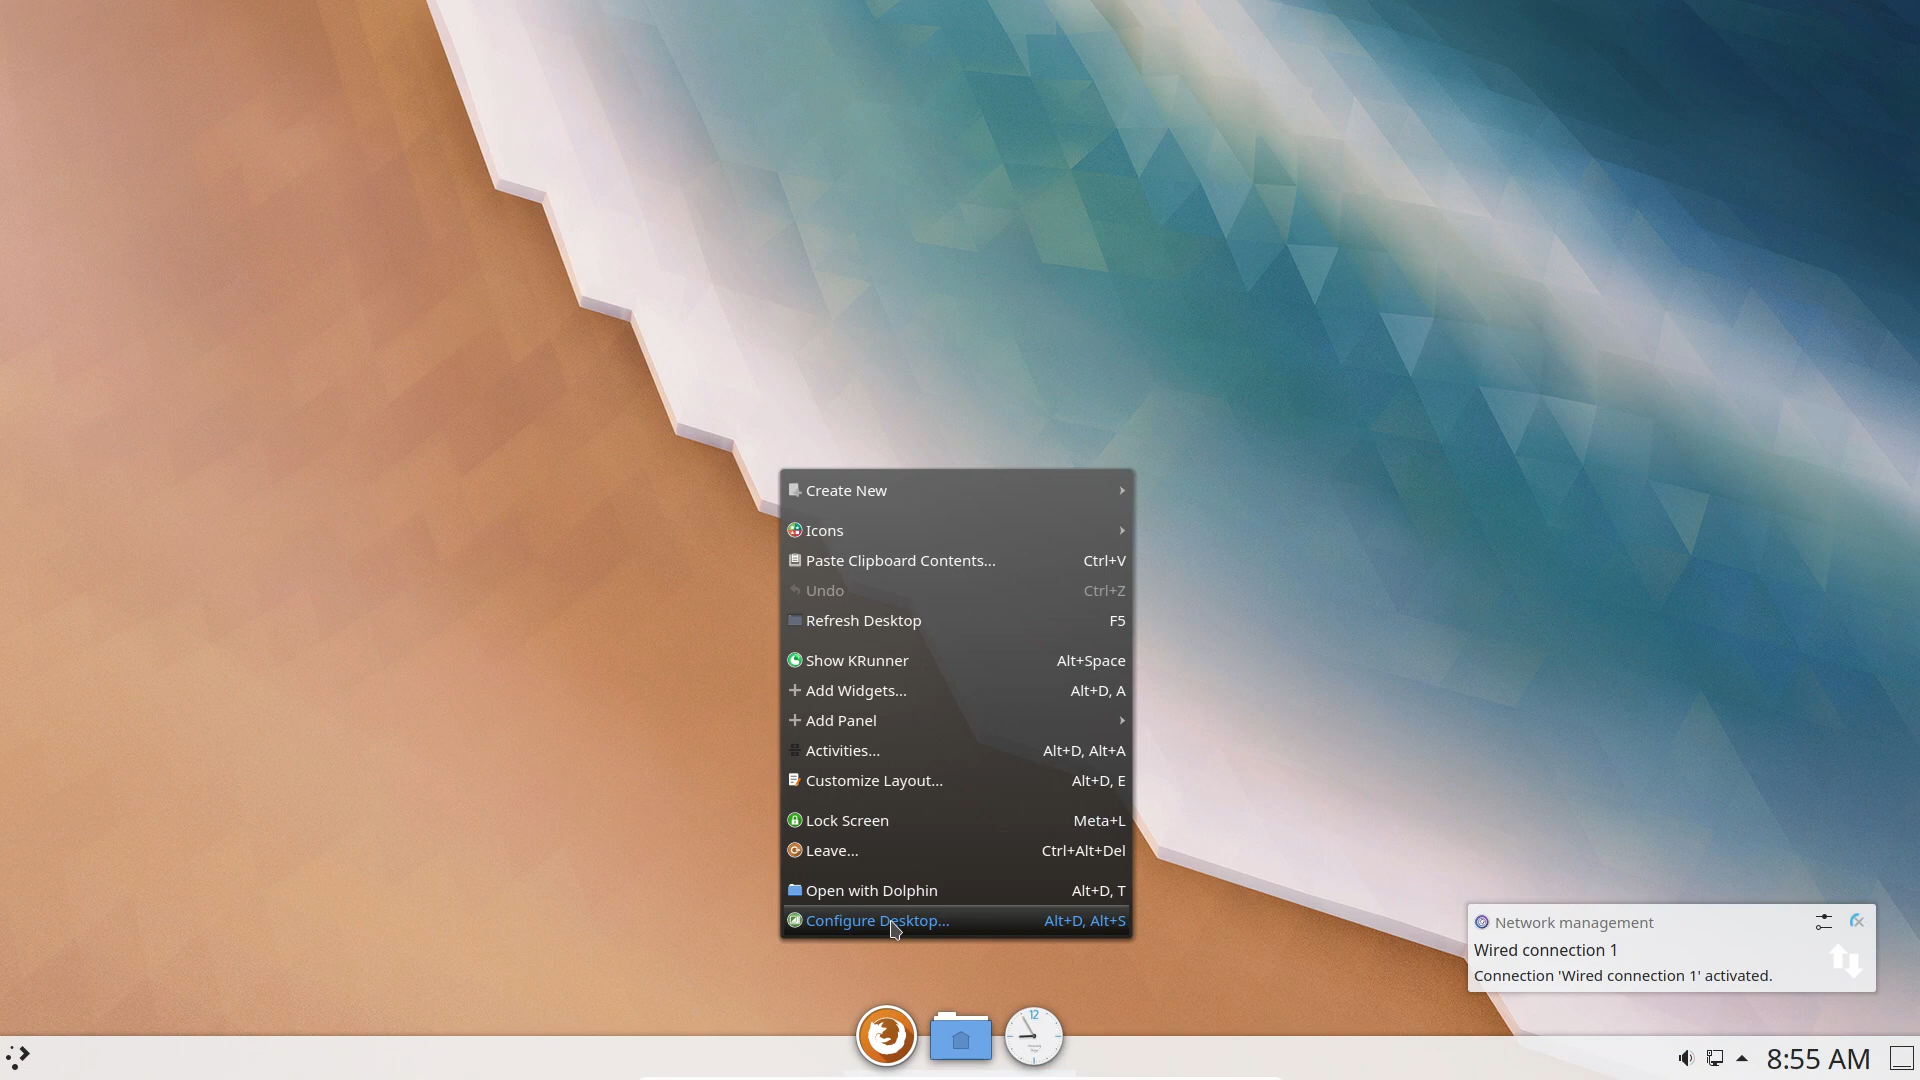 Create New
Icons
Paste Clipboard Contents... Ctrl+V
Undo Ctrl+Z
Refresh Desktop F5
Show KRunner Alt+Space
Add Widgets... Alt+D, A
Add Panel
Activities... Alt+D, Alt+A
Customize Layout... Alt+D, E
Lock Screen Meta+L
Leave... Ctrl+Alt+Del
Open with Dolphin Alt+D, T
Configure Desktop... Alt+D, Alt+S
Network management
Wired connection 1
Connection 'Wired connection 1' activated.
12
8:55 AM